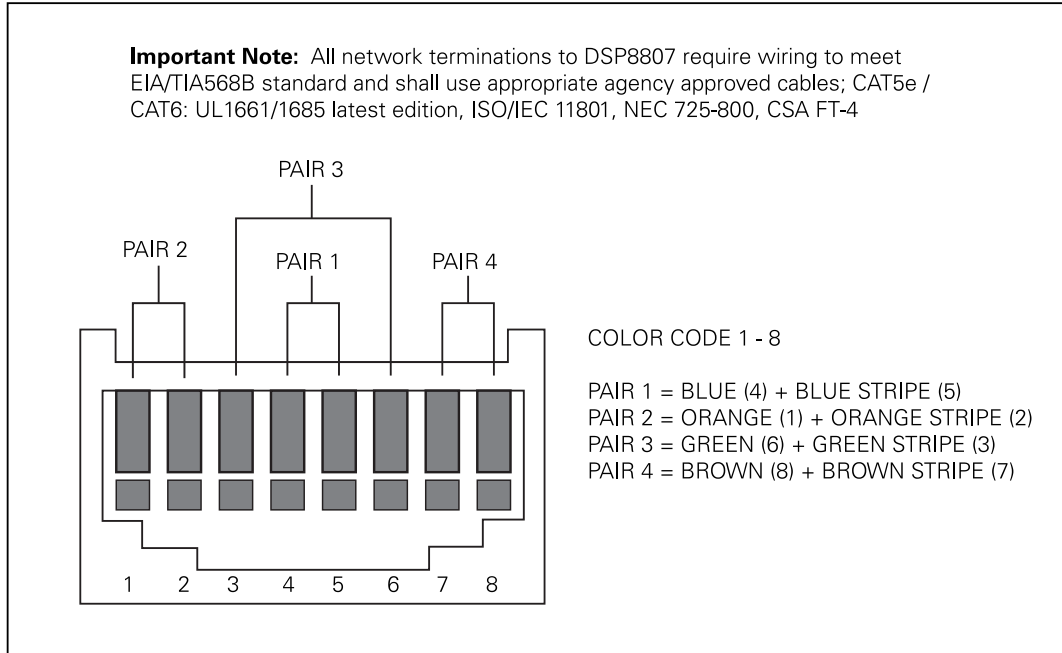 Important Note: All network terminations to DSP8807 require wiring to meet
EIA/TIA568B standard and shall use appropriate agency approved cables; CAT5e /
CAT6: UL1661/1685 latest edition, ISO/IEC 11801, NEC 725-800, CSA FT-4
PAIR 3
PAIR 2
PAIR 1
PAIR 4
COLOR CODE 1 - 8
PAIR 1 = BLUE (4) + BLUE STRIPE (5)
PAIR 2 = ORANGE (1) + ORANGE STRIPE (2)
PAIR 3 = GREEN (6) + GREEN STRIPE (3)
PAIR 4 = BROWN (8) + BROWN STRIPE (7)
1 2 3 4 5 6 7 8